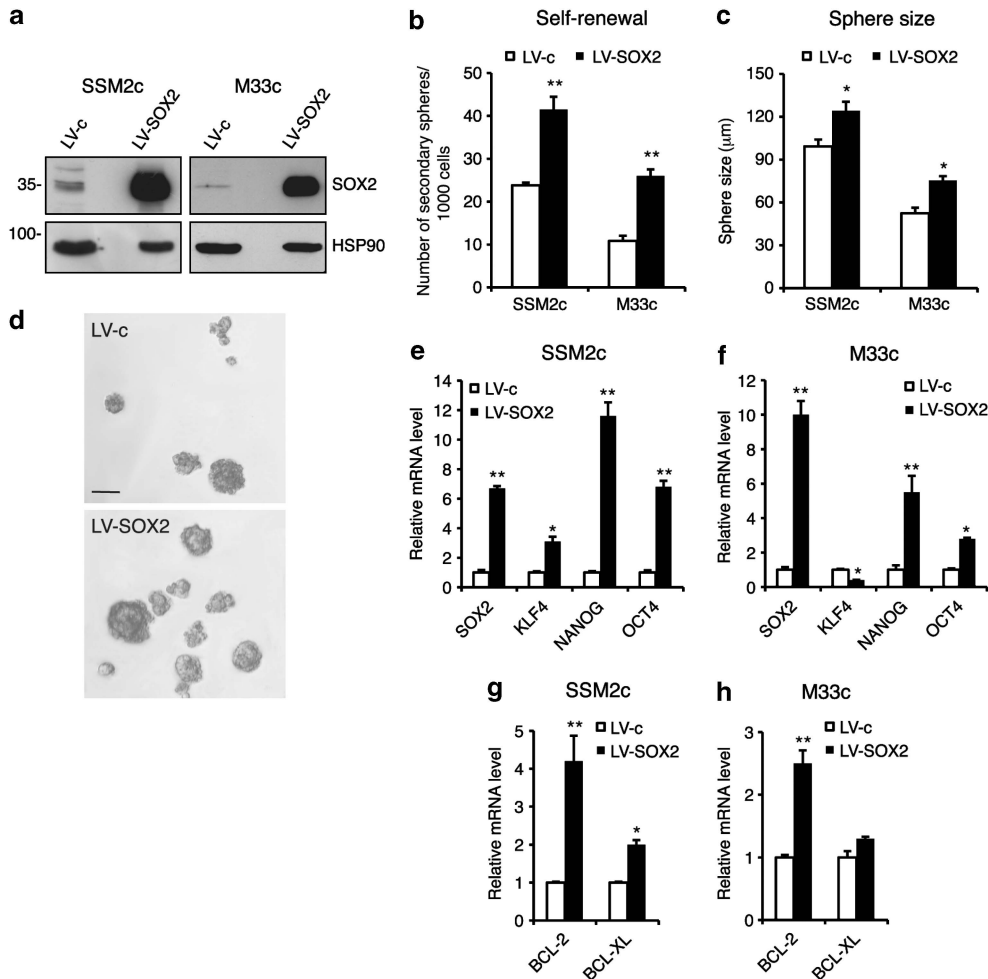 a
SSM2c M33c
LV-c LV-SOX2 LV-c LV-SOX2
35- SOX2
100- HSP90
b Self-renewal
LV-c LV-SOX2
Number of secondary spheres/
1000 cells
50
40
30
20
10
0
** **
SSM2c M33c
c Sphere size
LV-c LV-SOX2
Sphere size (μm)
150
120
90
60
30
0
* *
SSM2c M33c
d
LV-c
LV-SOX2
e SSM2c
LV-c
LV-SOX2
Relative mRNA level
14
12
10
8
6
4
2
0
** * ** **
SOX2 KLF4 NANOG OCT4
f M33c
LV-c
LV-SOX2
Relative mRNA level
12
10
8
6
4
2
0
** * ** *
SOX2 KLF4 NANOG OCT4
g SSM2c
LV-c
LV-SOX2
Relative mRNA level
5
4
3
2
1
0
** *
BCL-2 BCL-XL
h M33c
LV-c
LV-SOX2
Relative mRNA level
3
2
1
0
**
BCL-2 BCL-XL